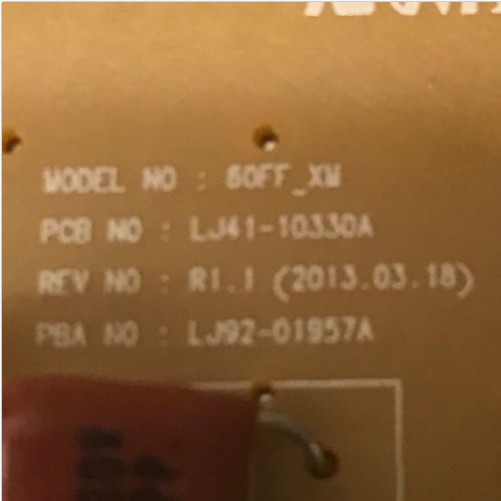 MODEL NO : 60FF_XM
PCB NO : LJ41-10330A
REV NO : R1.1 (2013.03.18)
PBA NO : LJ92-01957A